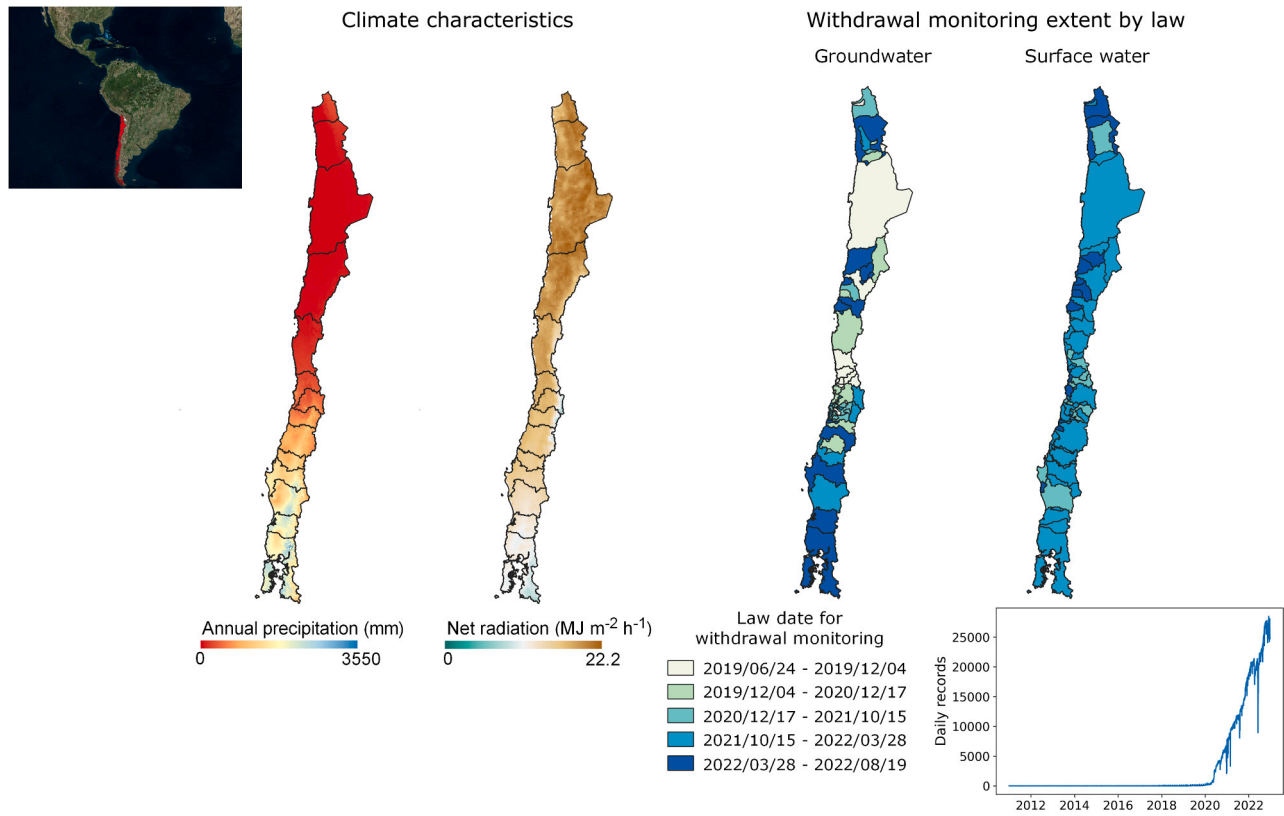 Climate characteristics
Withdrawal monitoring extent by law
Groundwater
Surface water
Annual precipitation (mm)
0
3550
Net radiation (MJ m⁻² h⁻¹)
0
22.2
Law date for
withdrawal monitoring
2019/06/24 - 2019/12/04
2019/12/04 - 2020/12/17
2020/12/17 - 2021/10/15
2021/10/15 - 2022/03/28
2022/03/28 - 2022/08/19
Daily records
25000
20000
15000
10000
5000
0
2012 2014 2016 2018 2020 2022